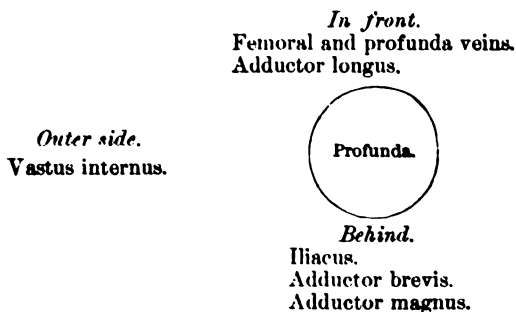 In front.
Femoral and profunda veins.
Adductor longus.
Outer side.
Vastus internus.
Profunda.
Behind.
Iliacus.
Adductor brevis.
Adductor magnus.